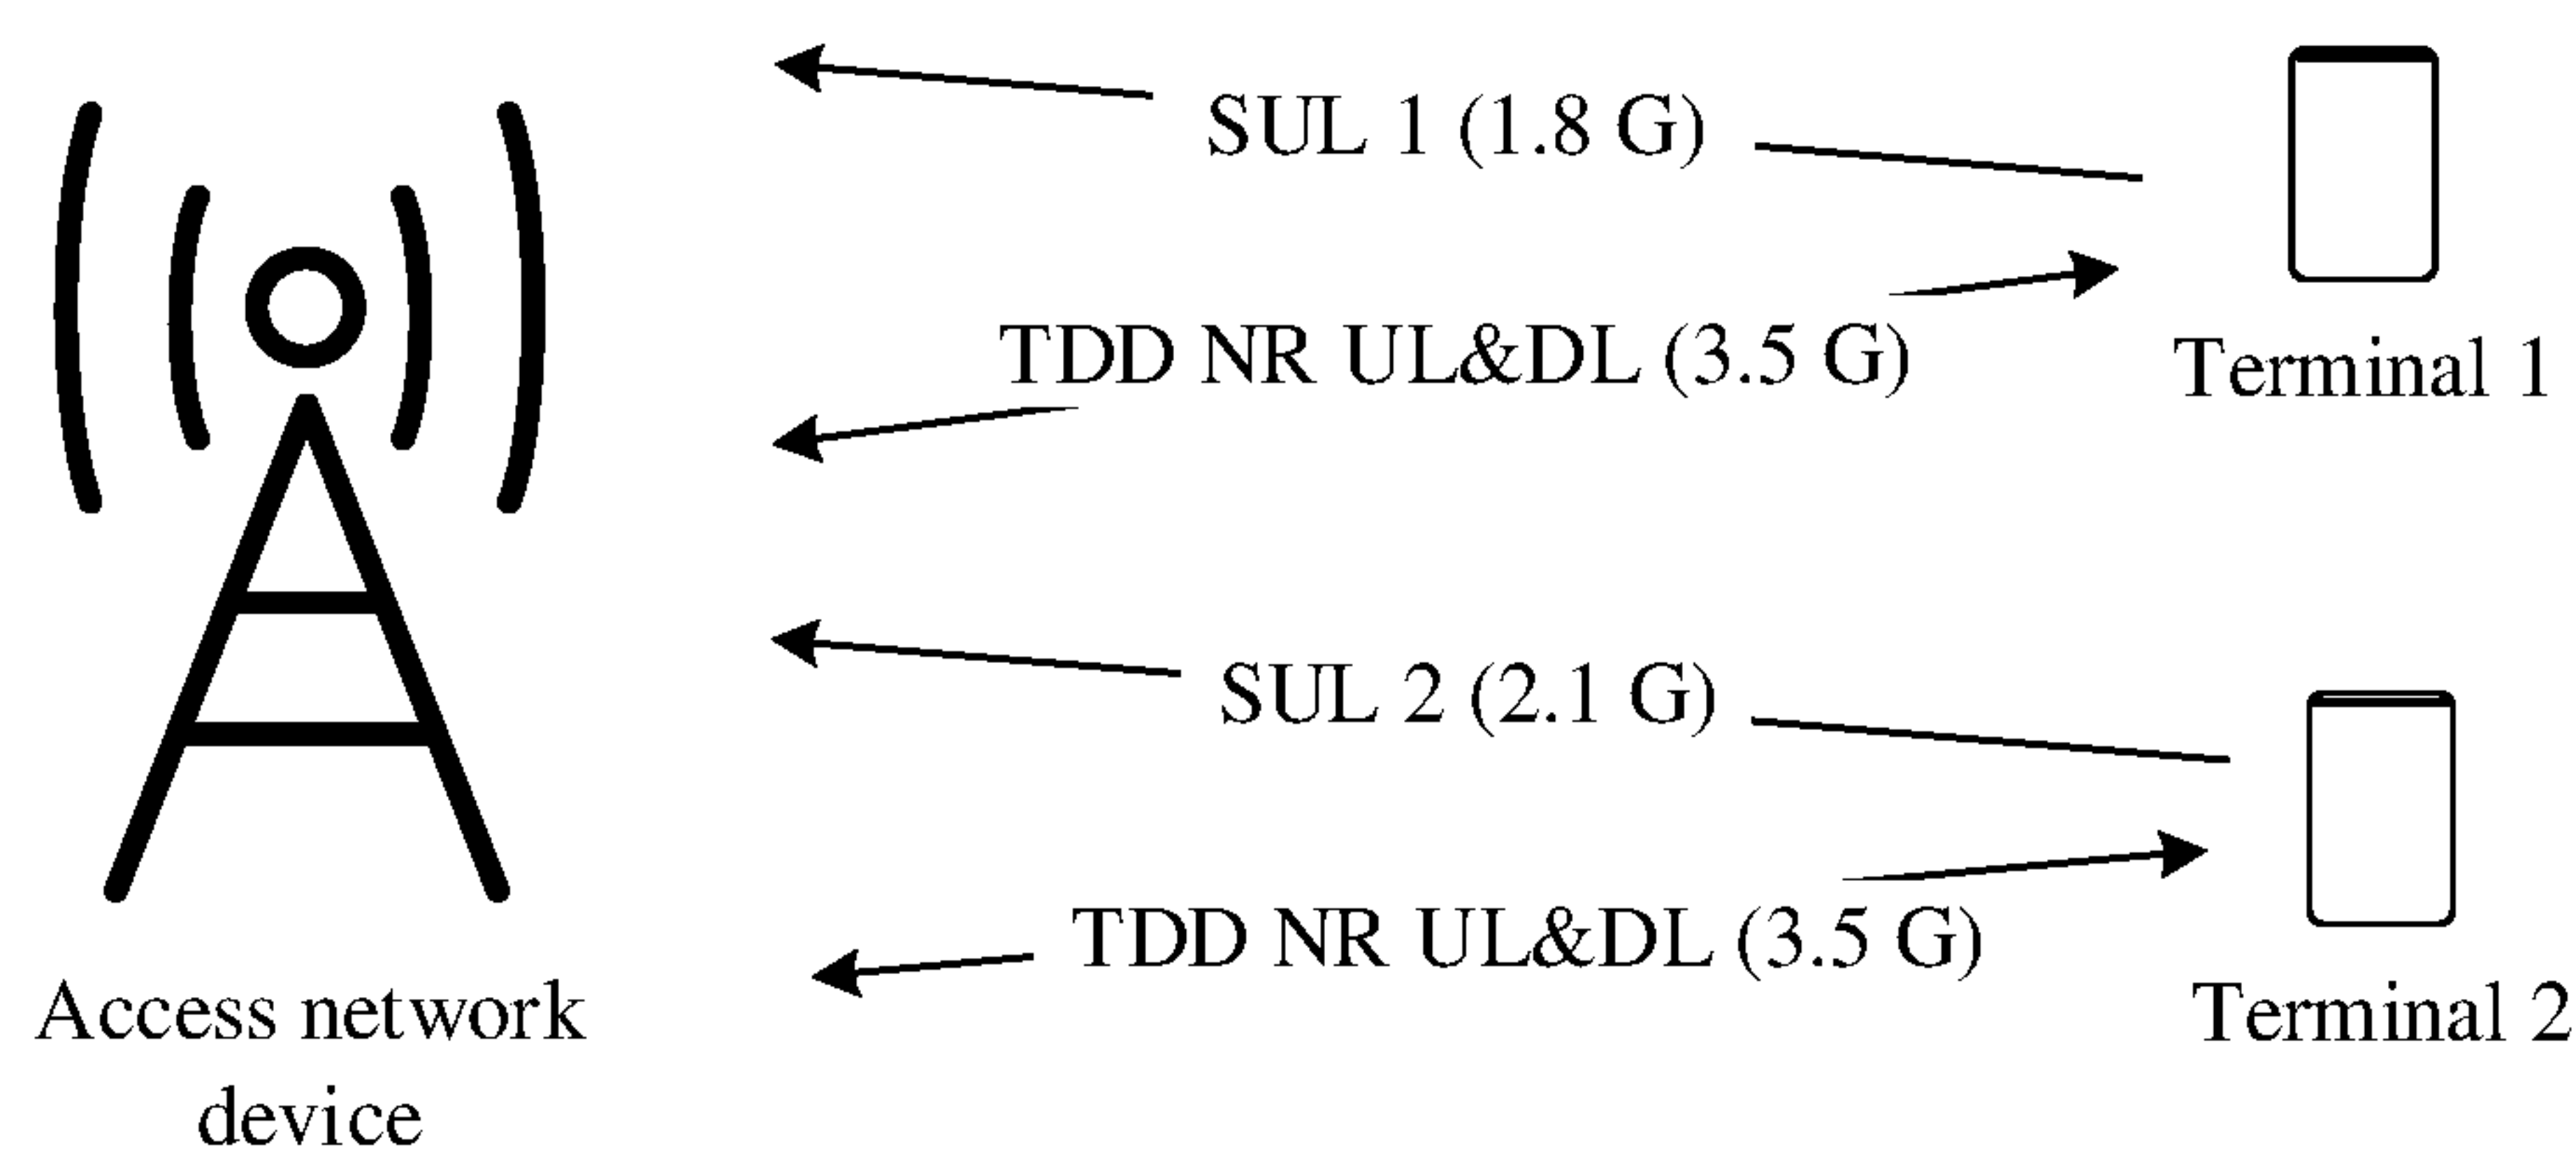 SUL 1 (1.8 G)
TDD NR UL&DL (3.5 G)
Terminal 1
SUL 2 (2.1 G)
TDD NR UL&DL (3.5 G)
Terminal 2
Access network
device